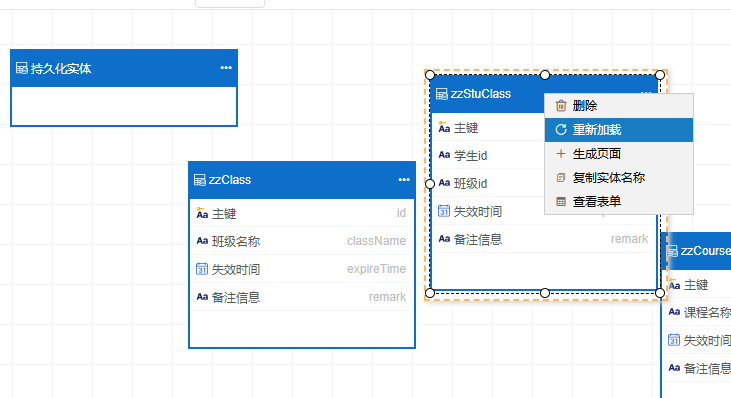 持久化实体
zzClass
主键 id
班级名称 className
失效时间 expireTime
备注信息 remark
zzStuClass
主键
学生id
班级id
失效时间
备注信息 remark
删除
重新加载
生成页面
复制实体名称
查看表单
zzCourse
主键
课程名称
失效时间
备注信息